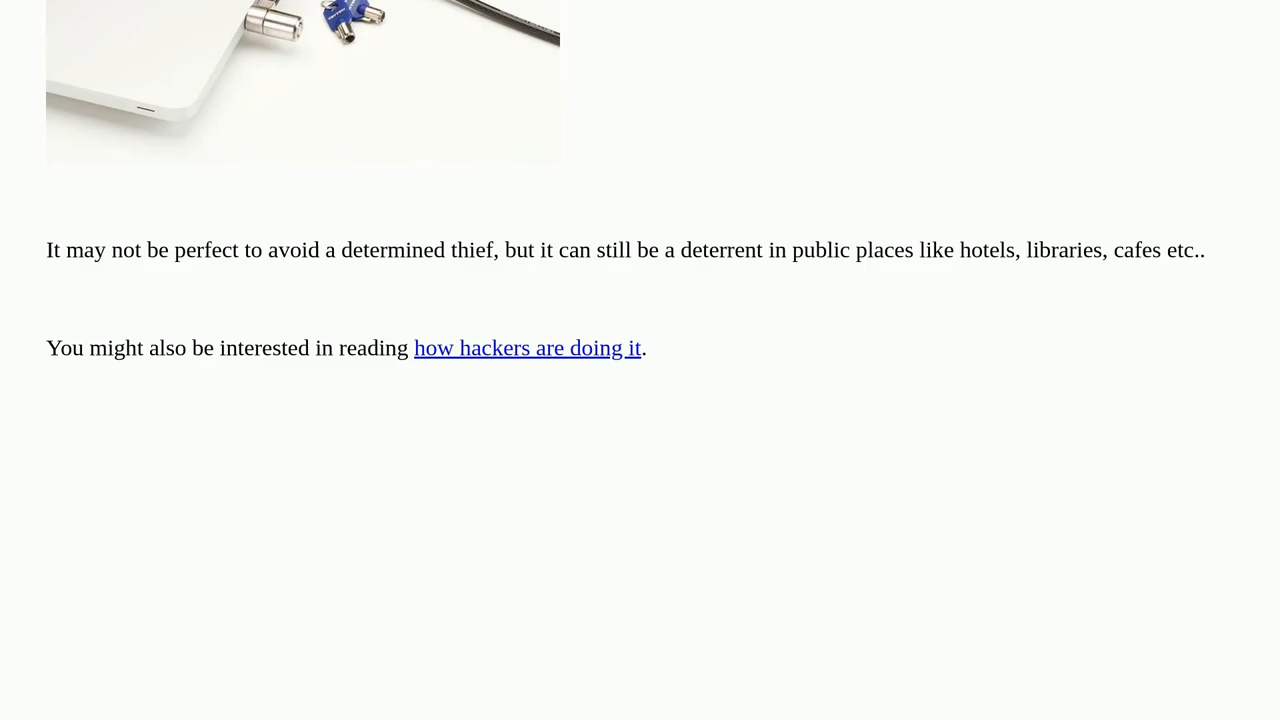 It may not be perfect to avoid a determined thief, but it can still be a deterrent in public places like hotels, libraries, cafes etc..
You might also be interested in reading how hackers are doing it.